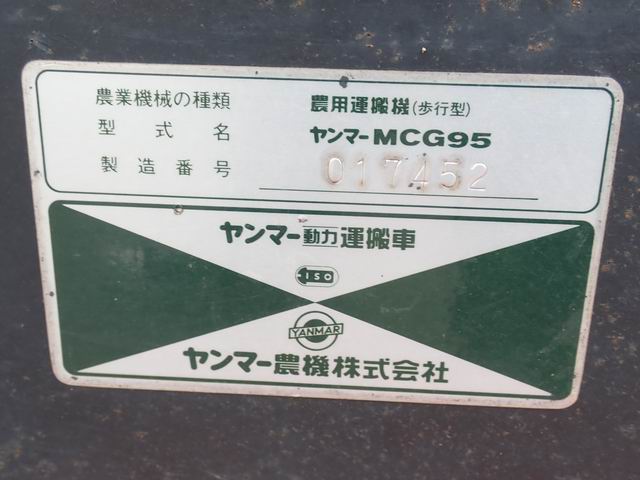 農業機械の種類 農用運搬機(歩行型)
型式名 ヤンマーMCG95
製造番号 017452
ヤンマー動力運搬車
ISO
YANMAR
ヤンマー農機株式会社